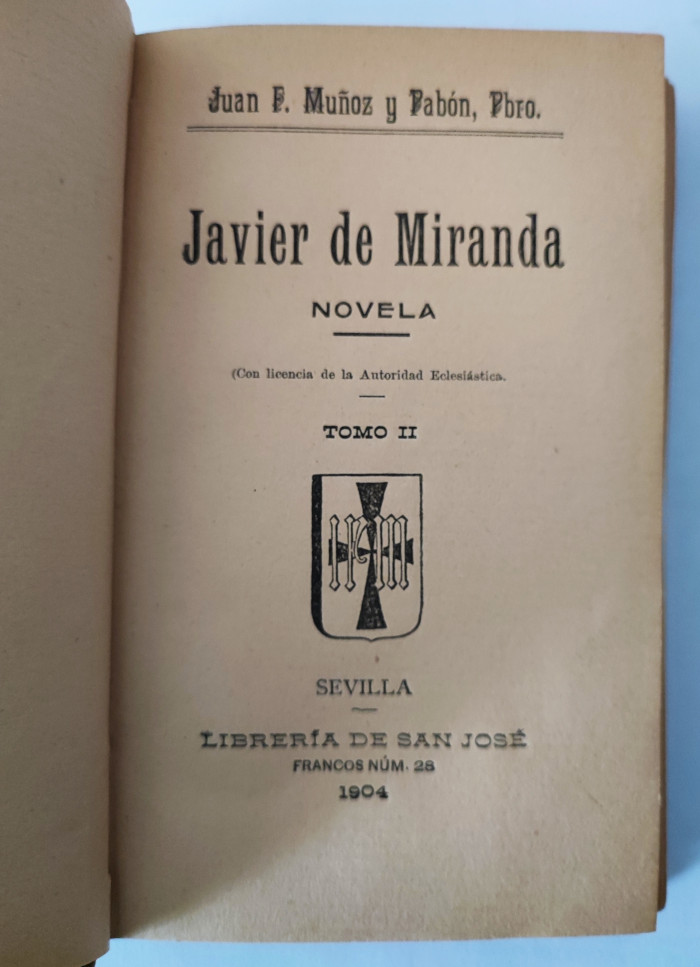 Juan F. Muñoz y Pabón, Pbro.
Javier de Miranda
NOVELA
(Con licencia de la Autoridad Eclesiástica.
TOMO II
SEVILLA
LIBRERÍA DE SAN JOSÉ
FRANCOS NÚM. 28
1904